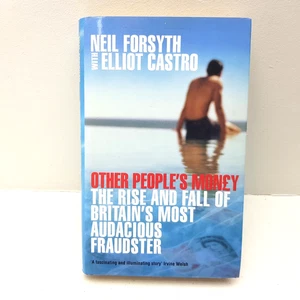 NEIL FORSYTH
WITH ELLIOT CASTRO
OTHER PEOPLE'S MON£Y
THE RISE AND FALL OF
BRITAIN'S MOST
AUDACIOUS
FRAUDSTER
'A fascinating and illuminating story' Irvine Welsh